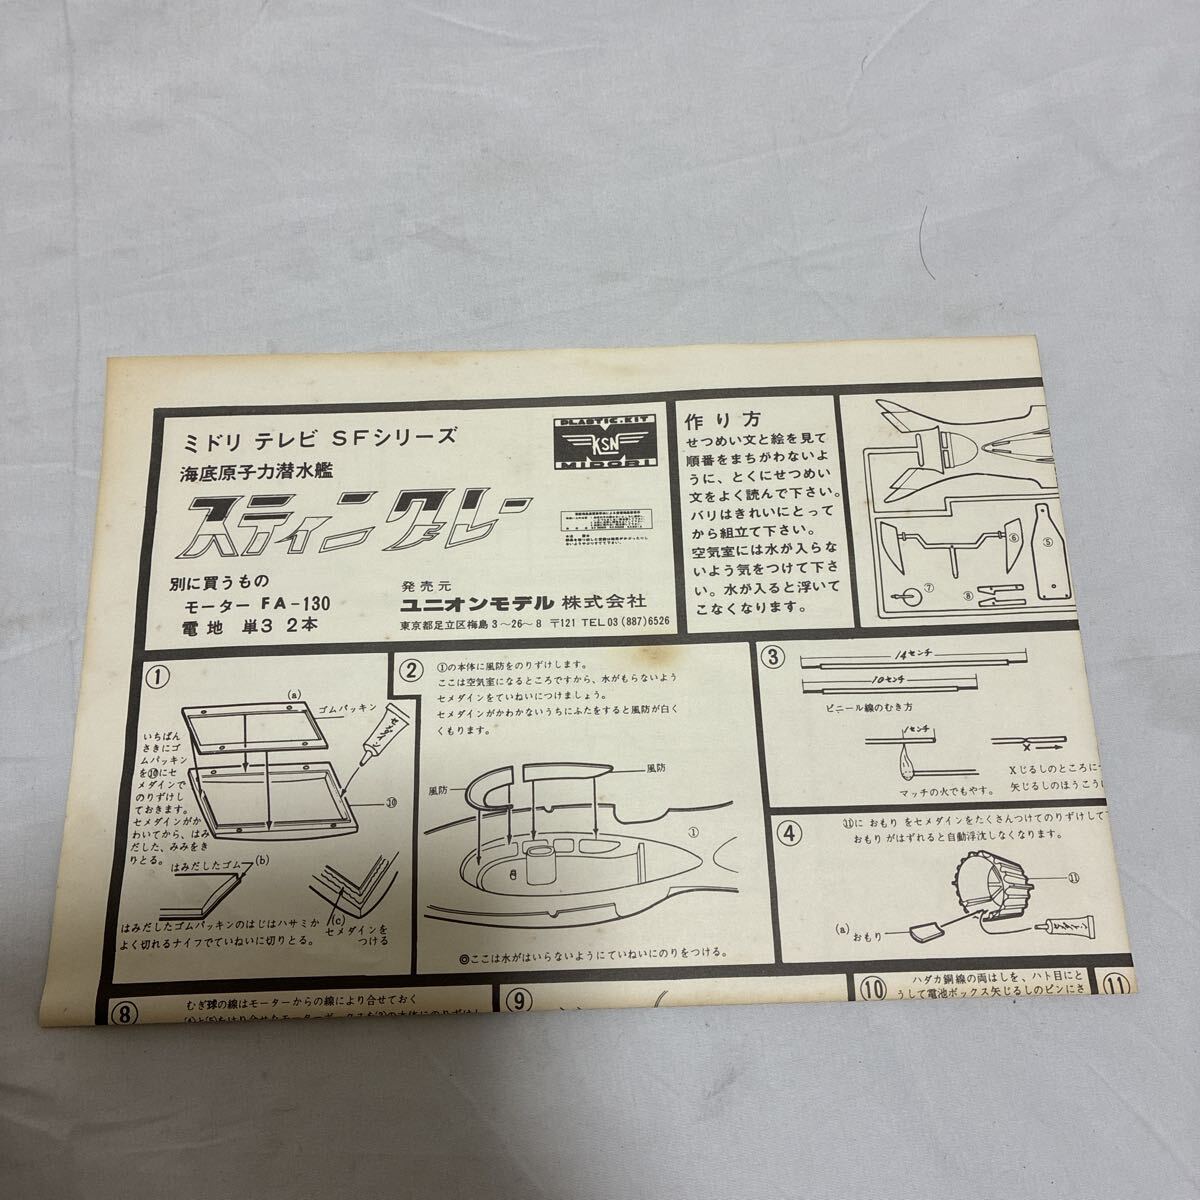 ミドリ テレビ SFシリーズ
海底原子力潜水艦
スティングレー
別に買うもの
モーター FA-130
電地 単3 2本
PLASTIC・KIT
KSN
MIDORI
発売元
ユニオンモデル株式会社
東京都足立区梅島3〜26〜8 〒121 TEL03(887)6526
作り方
せつめい文と絵を見て
順番をまちがわないよ
うに、とくにせつめい
文をよく読んで下さい。
バリはきれいにとって
から組立て下さい。
空気室には水が入らな
いよう気をつけて下さ
い。水が入ると浮いて
こなくなります。
⑤
⑥
⑦
⑧
①
(a)
ゴムパッキン
セメダイン
いちばん
さきにゴ
ムパッキン
を⑩にセ
メダインで
のりずけし
ておきます。
セメダインがか
わいてから、はみ
だした、みみをき
りとる。
⑩
はみだしたゴム
(b)
(c)
セメダインを
つける
はみだしたゴムパッキンのはじはハサミか
よく切れるナイフでていねいに切りとる。
②
①の本体に風防をのりずけします。
ここは空気室になるところですから、水がもらないよう
セメダインをていねいにつけましょう。
セメダインがかわかないうちにふたをすると風防が白く
くもります。
風防
風防
①
◎ここは水がはいらないようにていねいにのりをつける。
③
14センチ
10センチ
ビニール線のむき方
1センチ
マッチの火でもやす。
Xじるしのところに
矢じるしのほうこうに
④
⑪に おもり をセメダインをたくさんつけてのりずけして
おもりがはずれると自動浮沈しなくなります。
⑪
(a)
おもり
⑧
むぎ球の線はモーターからの線により合せておく
⑨
⑩
ハダカ銅線の両はしを、ハト目にと
うして電池ボックス矢じるしのピンにさ
⑪